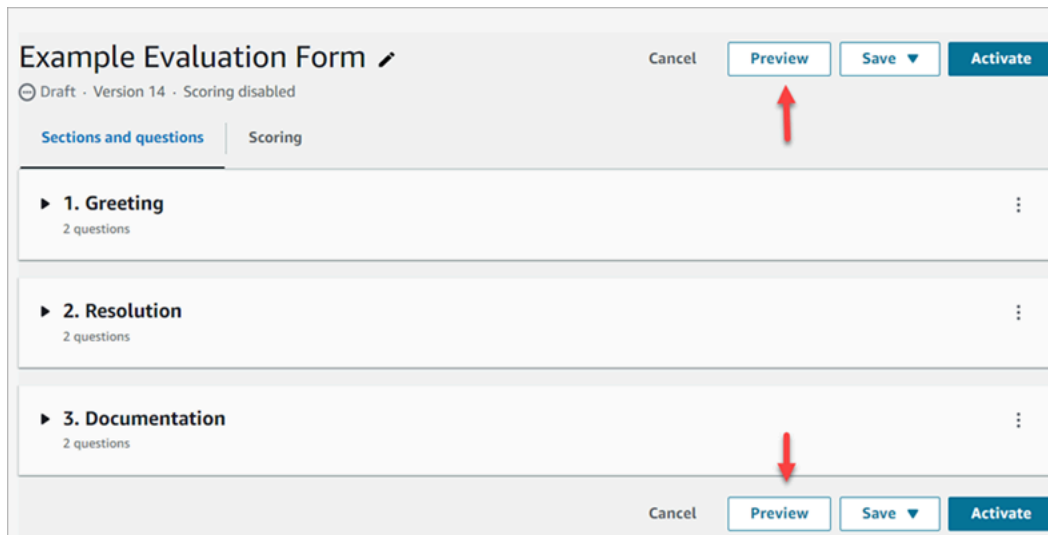 Example Evaluation Form
Cancel Preview Save Activate
Draft · Version 14 · Scoring disabled
Sections and questions Scoring
1. Greeting
2 questions
2. Resolution
2 questions
3. Documentation
2 questions
Cancel Preview Save Activate